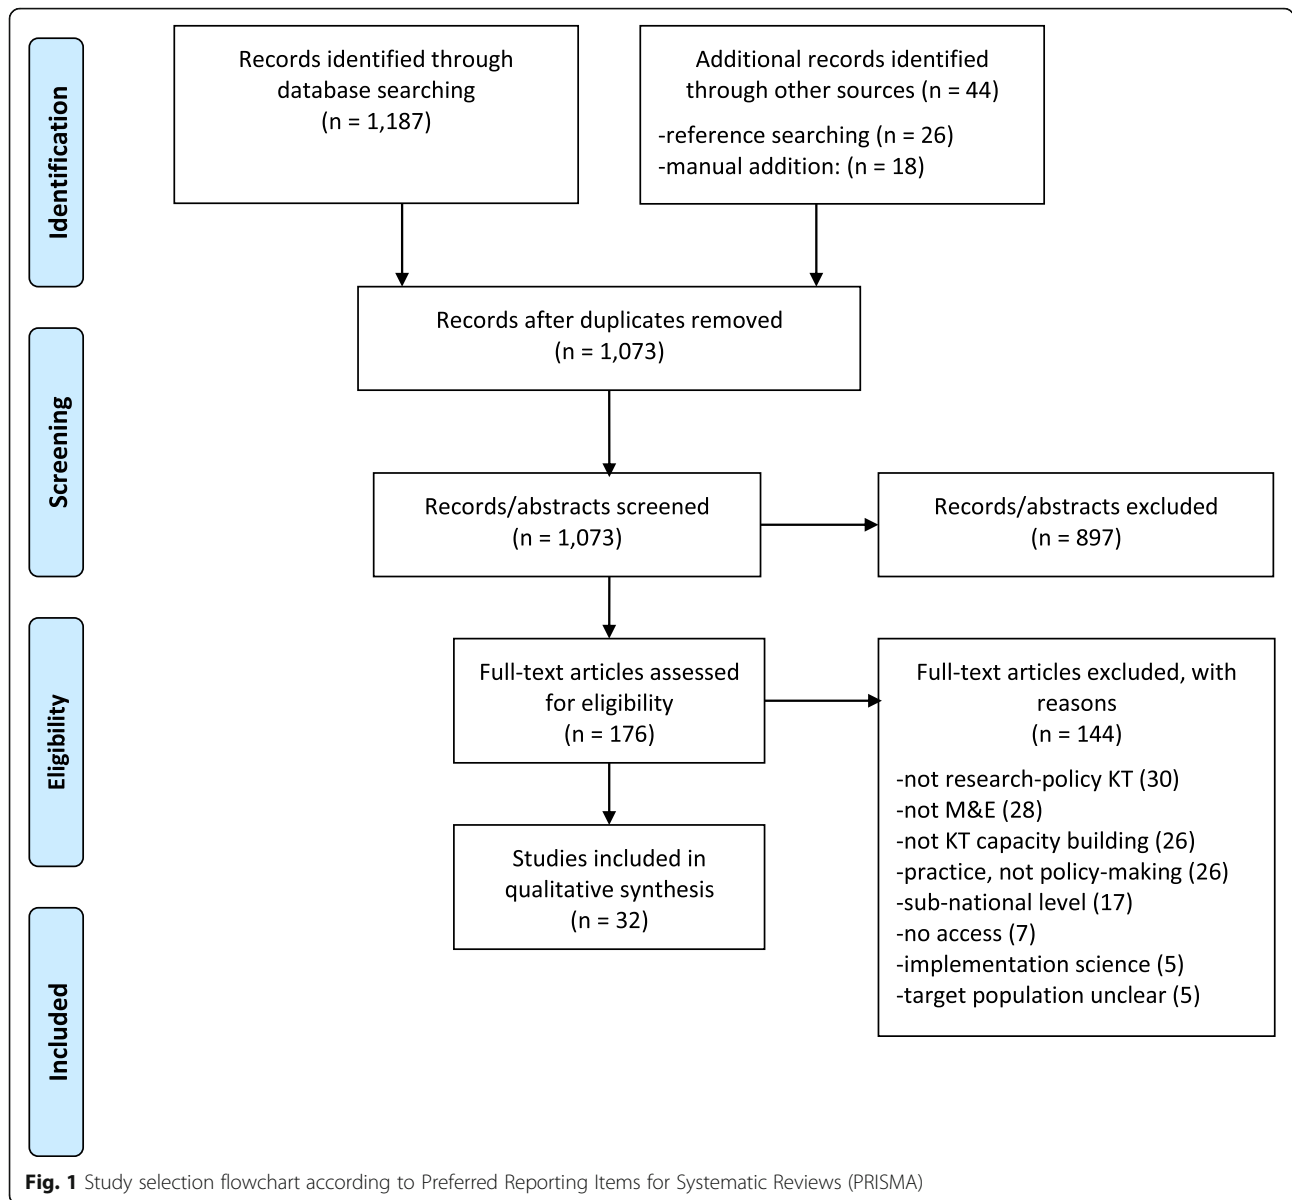 Identification
Records identified through
database searching
(n = 1,187)
Additional records identified
through other sources (n = 44)
-reference searching (n = 26)
-manual addition: (n = 18)
Records after duplicates removed
(n = 1,073)
Screening
Records/abstracts screened
(n = 1,073)
Records/abstracts excluded
(n = 897)
Eligibility
Full-text articles assessed
for eligibility
(n = 176)
Full-text articles excluded, with
reasons
(n = 144)
-not research-policy KT (30)
-not M&E (28)
-not KT capacity building (26)
-practice, not policy-making (26)
-sub-national level (17)
-no access (7)
-implementation science (5)
-target population unclear (5)
Studies included in
qualitative synthesis
(n = 32)
Included
Fig. 1 Study selection flowchart according to Preferred Reporting Items for Systematic Reviews (PRISMA)